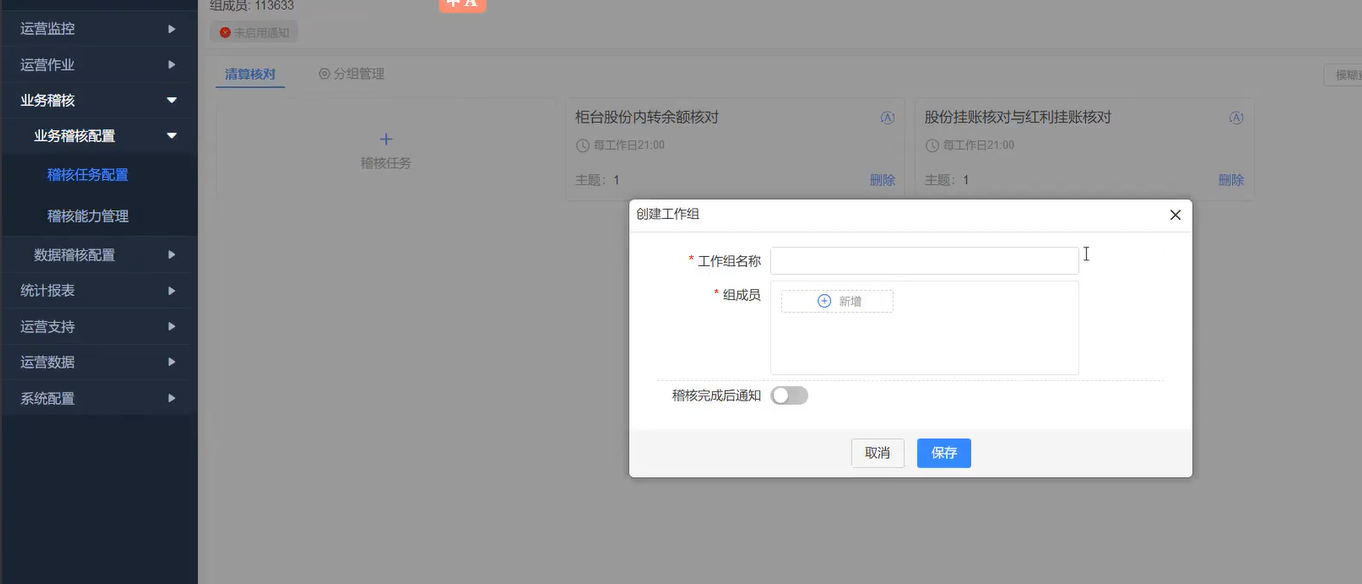 组成员: 113633
未启用通知
运营监控
运营作业
业务稽核
业务稽核配置
稽核任务配置
稽核能力管理
数据稽核配置
统计报表
运营支持
运营数据
系统配置
清算核对
分组管理
模糊
稽核任务
柜台股份内转余额核对
每工作日21:00
主题: 1
删除
股份挂账核对与红利挂账核对
每工作日21:00
主题: 1
删除
创建工作组
* 工作组名称
* 组成员
新增
稽核完成后通知
取消
保存